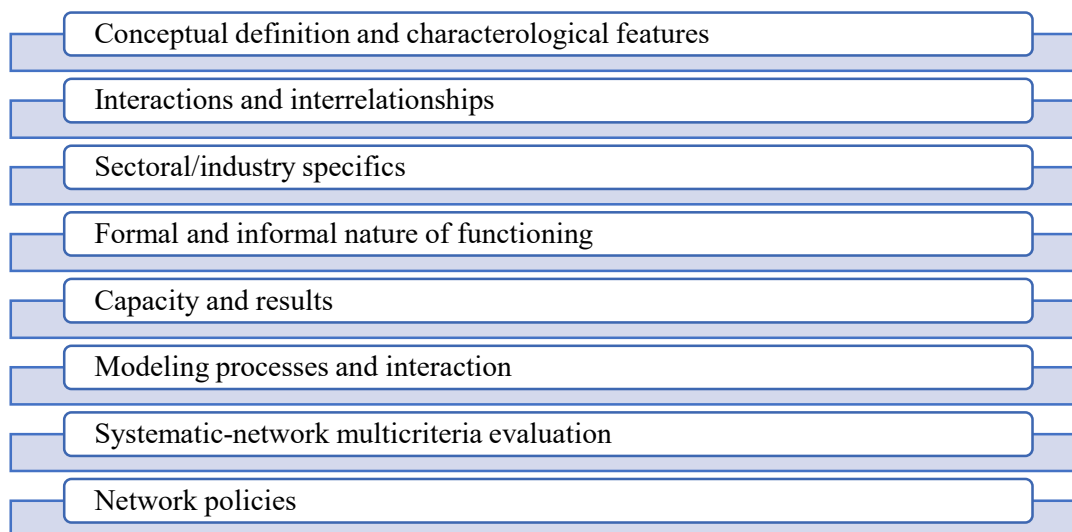 Conceptual definition and characterological features
Interactions and interrelationships
Sectoral/industry specifics
Formal and informal nature of functioning
Capacity and results
Modeling processes and interaction
Systematic-network multicriteria evaluation
Network policies